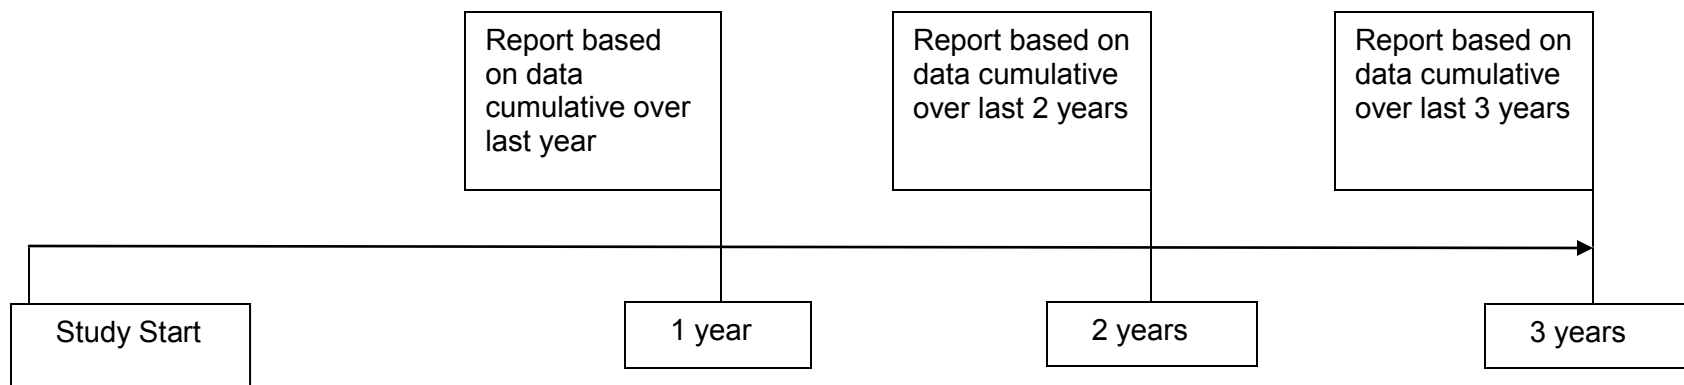 Report based
on data
cumulative over
last year
Report based on
data cumulative
over last 2 years
Report based on
data cumulative
over last 3 years
Study Start
1 year
2 years
3 years